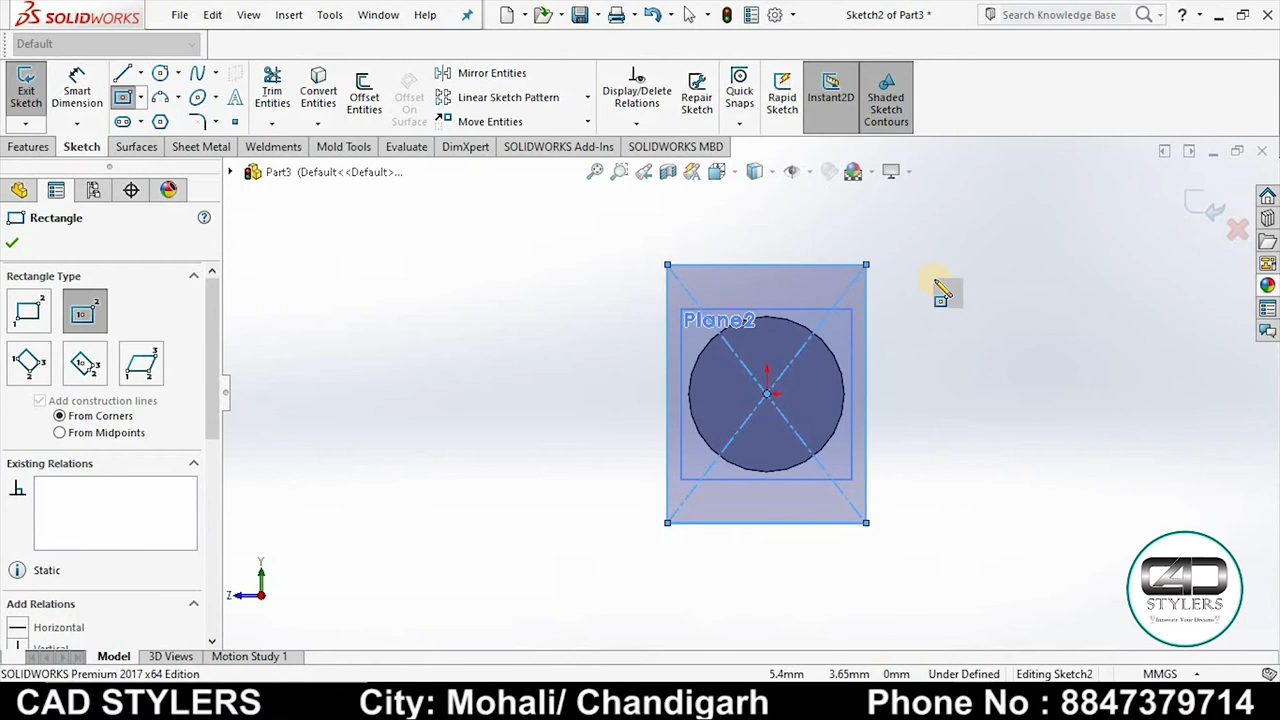 SOLIDWORKS
File Edit View Insert Tools Window Help
Sketch2 of Part3 *
Search Knowledge Base
Default
Exit Sketch
Smart Dimension
Trim Entities
Convert Entities
Offset Entities
Offset On Surface
Mirror Entities
Linear Sketch Pattern
Move Entities
Display/Delete Relations
Repair Sketch
Quick Snaps
Rapid Sketch
Instant2D
Shaded Sketch Contours
Features Sketch Surfaces Sheet Metal Weldments Mold Tools Evaluate DimXpert SOLIDWORKS Add-Ins SOLIDWORKS MBD
Part3 (Default<<Default>...
Rectangle
Rectangle Type
Add construction lines
From Corners
From Midpoints
Existing Relations
Static
Add Relations
Horizontal
Vertical
Plane2
Y
Z
STYLERS
Innovate Your Dreams
Model 3D Views Motion Study 1
SOLIDWORKS Premium 2017 x64 Edition
5.4mm 3.65mm 0mm Under Defined Editing Sketch2 MMGS
CAD STYLERS City: Mohali/ Chandigarh Phone No : 8847379714